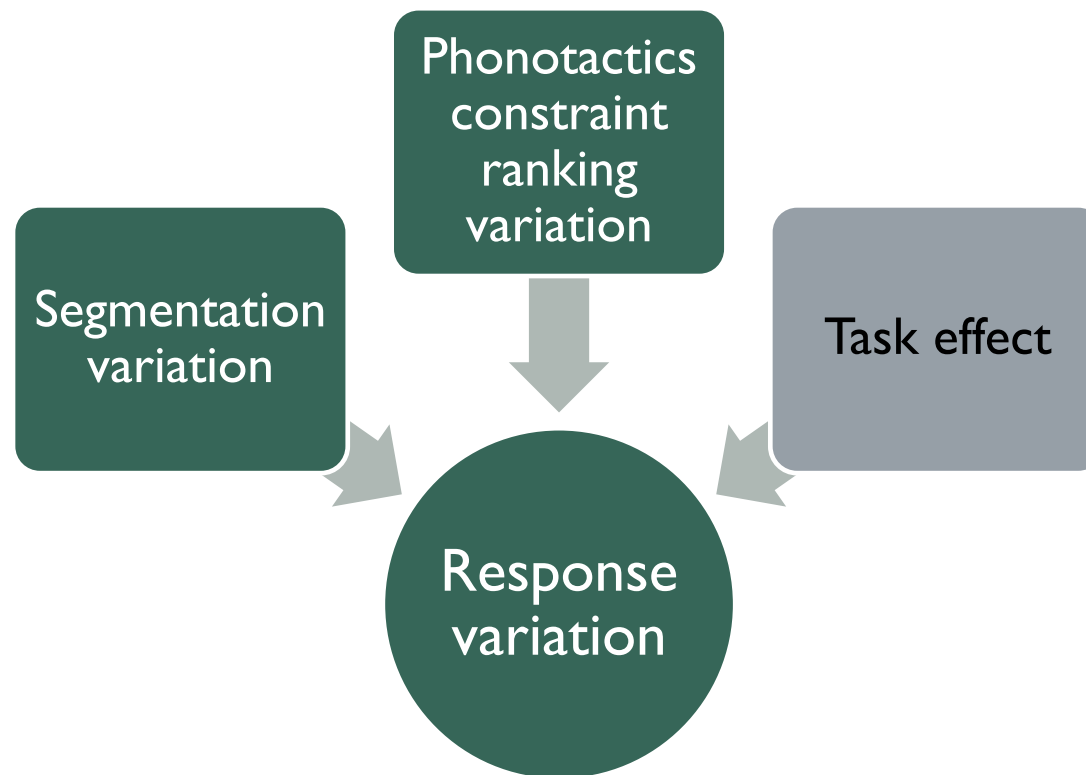 Phonotactics
constraint
ranking
variation
Segmentation
variation
Task effect
Response
variation